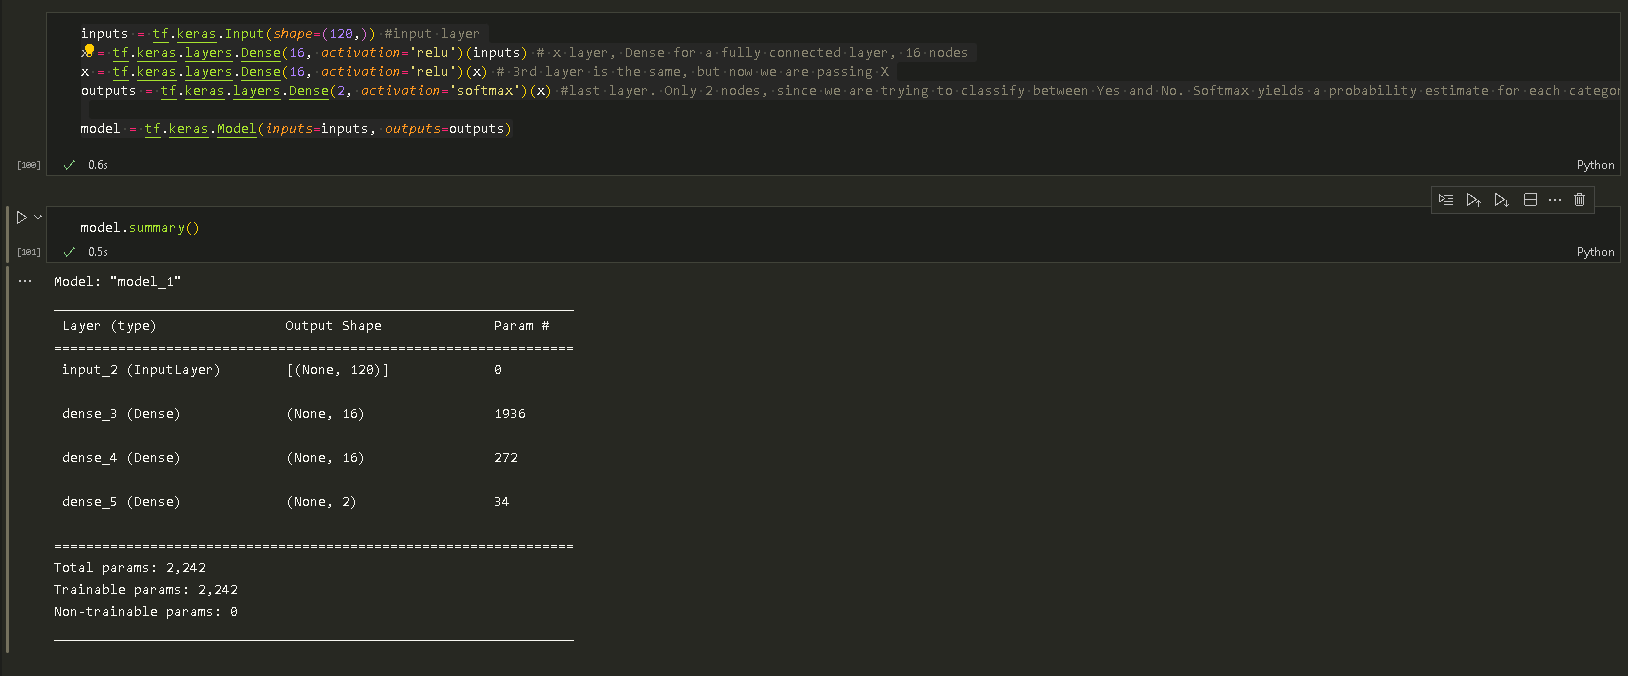 inputs = tf.keras.Input(shape=(120,)) #input layer
x = tf.keras.layers.Dense(16, activation='relu')(inputs) # x layer, Dense for a fully connected layer, 16 nodes
x = tf.keras.layers.Dense(16, activation='relu')(x) # 3rd layer is the same, but now we are passing X
outputs = tf.keras.layers.Dense(2, activation='softmax')(x) #last layer. Only 2 nodes, since we are trying to classify between Yes and No. Softmax yields a probability estimate for each categor
model = tf.keras.Model(inputs=inputs, outputs=outputs)
[100] 0.6s Python
model.summary()
[101] 0.5s Python
Model: "model_1"
Layer (type) Output Shape Param #
=================================================================
input_2 (InputLayer) [(None, 120)] 0
dense_3 (Dense) (None, 16) 1936
dense_4 (Dense) (None, 16) 272
dense_5 (Dense) (None, 2) 34
=================================================================
Total params: 2,242
Trainable params: 2,242
Non-trainable params: 0